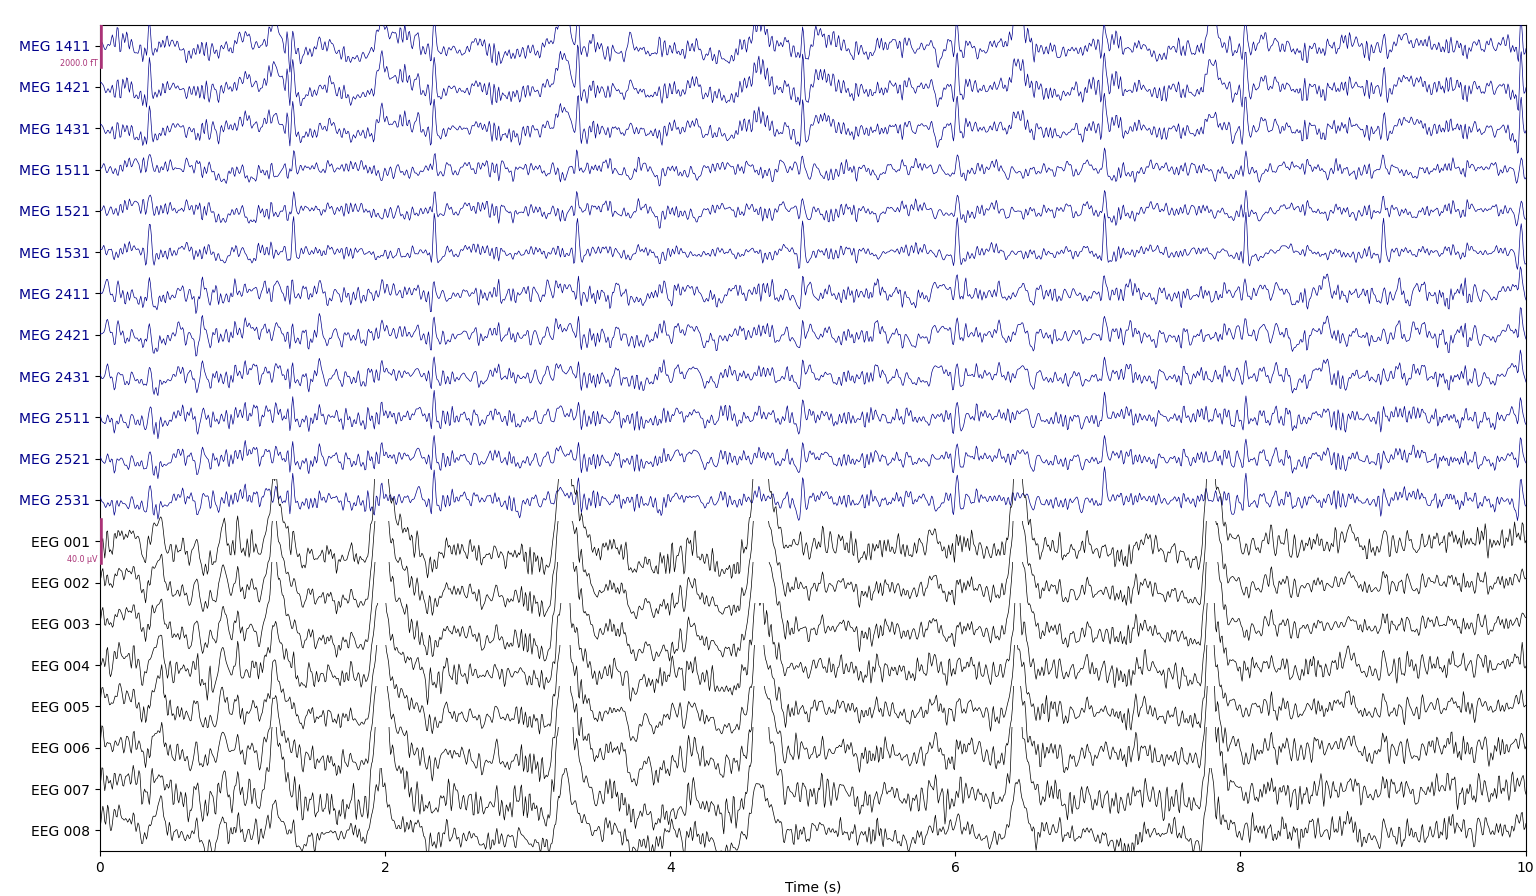 MEG 1411
2000.0 fT
MEG 1421
MEG 1431
MEG 1511
MEG 1521
MEG 1531
MEG 2411
MEG 2421
MEG 2431
MEG 2511
MEG 2521
MEG 2531
EEG 001
40.0 µV
EEG 002
EEG 003
EEG 004
EEG 005
EEG 006
EEG 007
EEG 008
0 2 4 6 8 10
Time (s)